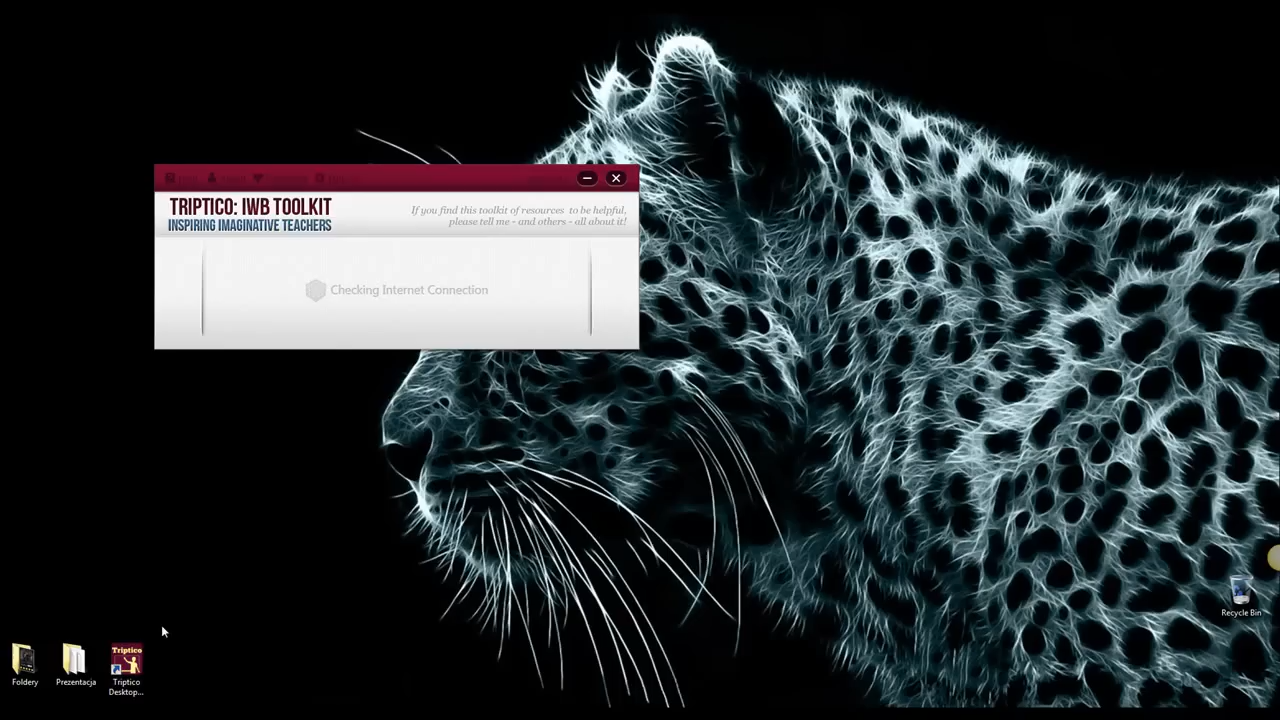 TRIPTICO: IWB TOOLKIT
INSPIRING IMAGINATIVE TEACHERS
If you find this toolkit of resources to be helpful,
please tell me - and others - all about it!
Checking Internet Connection
Recycle Bin
Triptico
Foldery
Prezentacja
Triptico
Desktop...